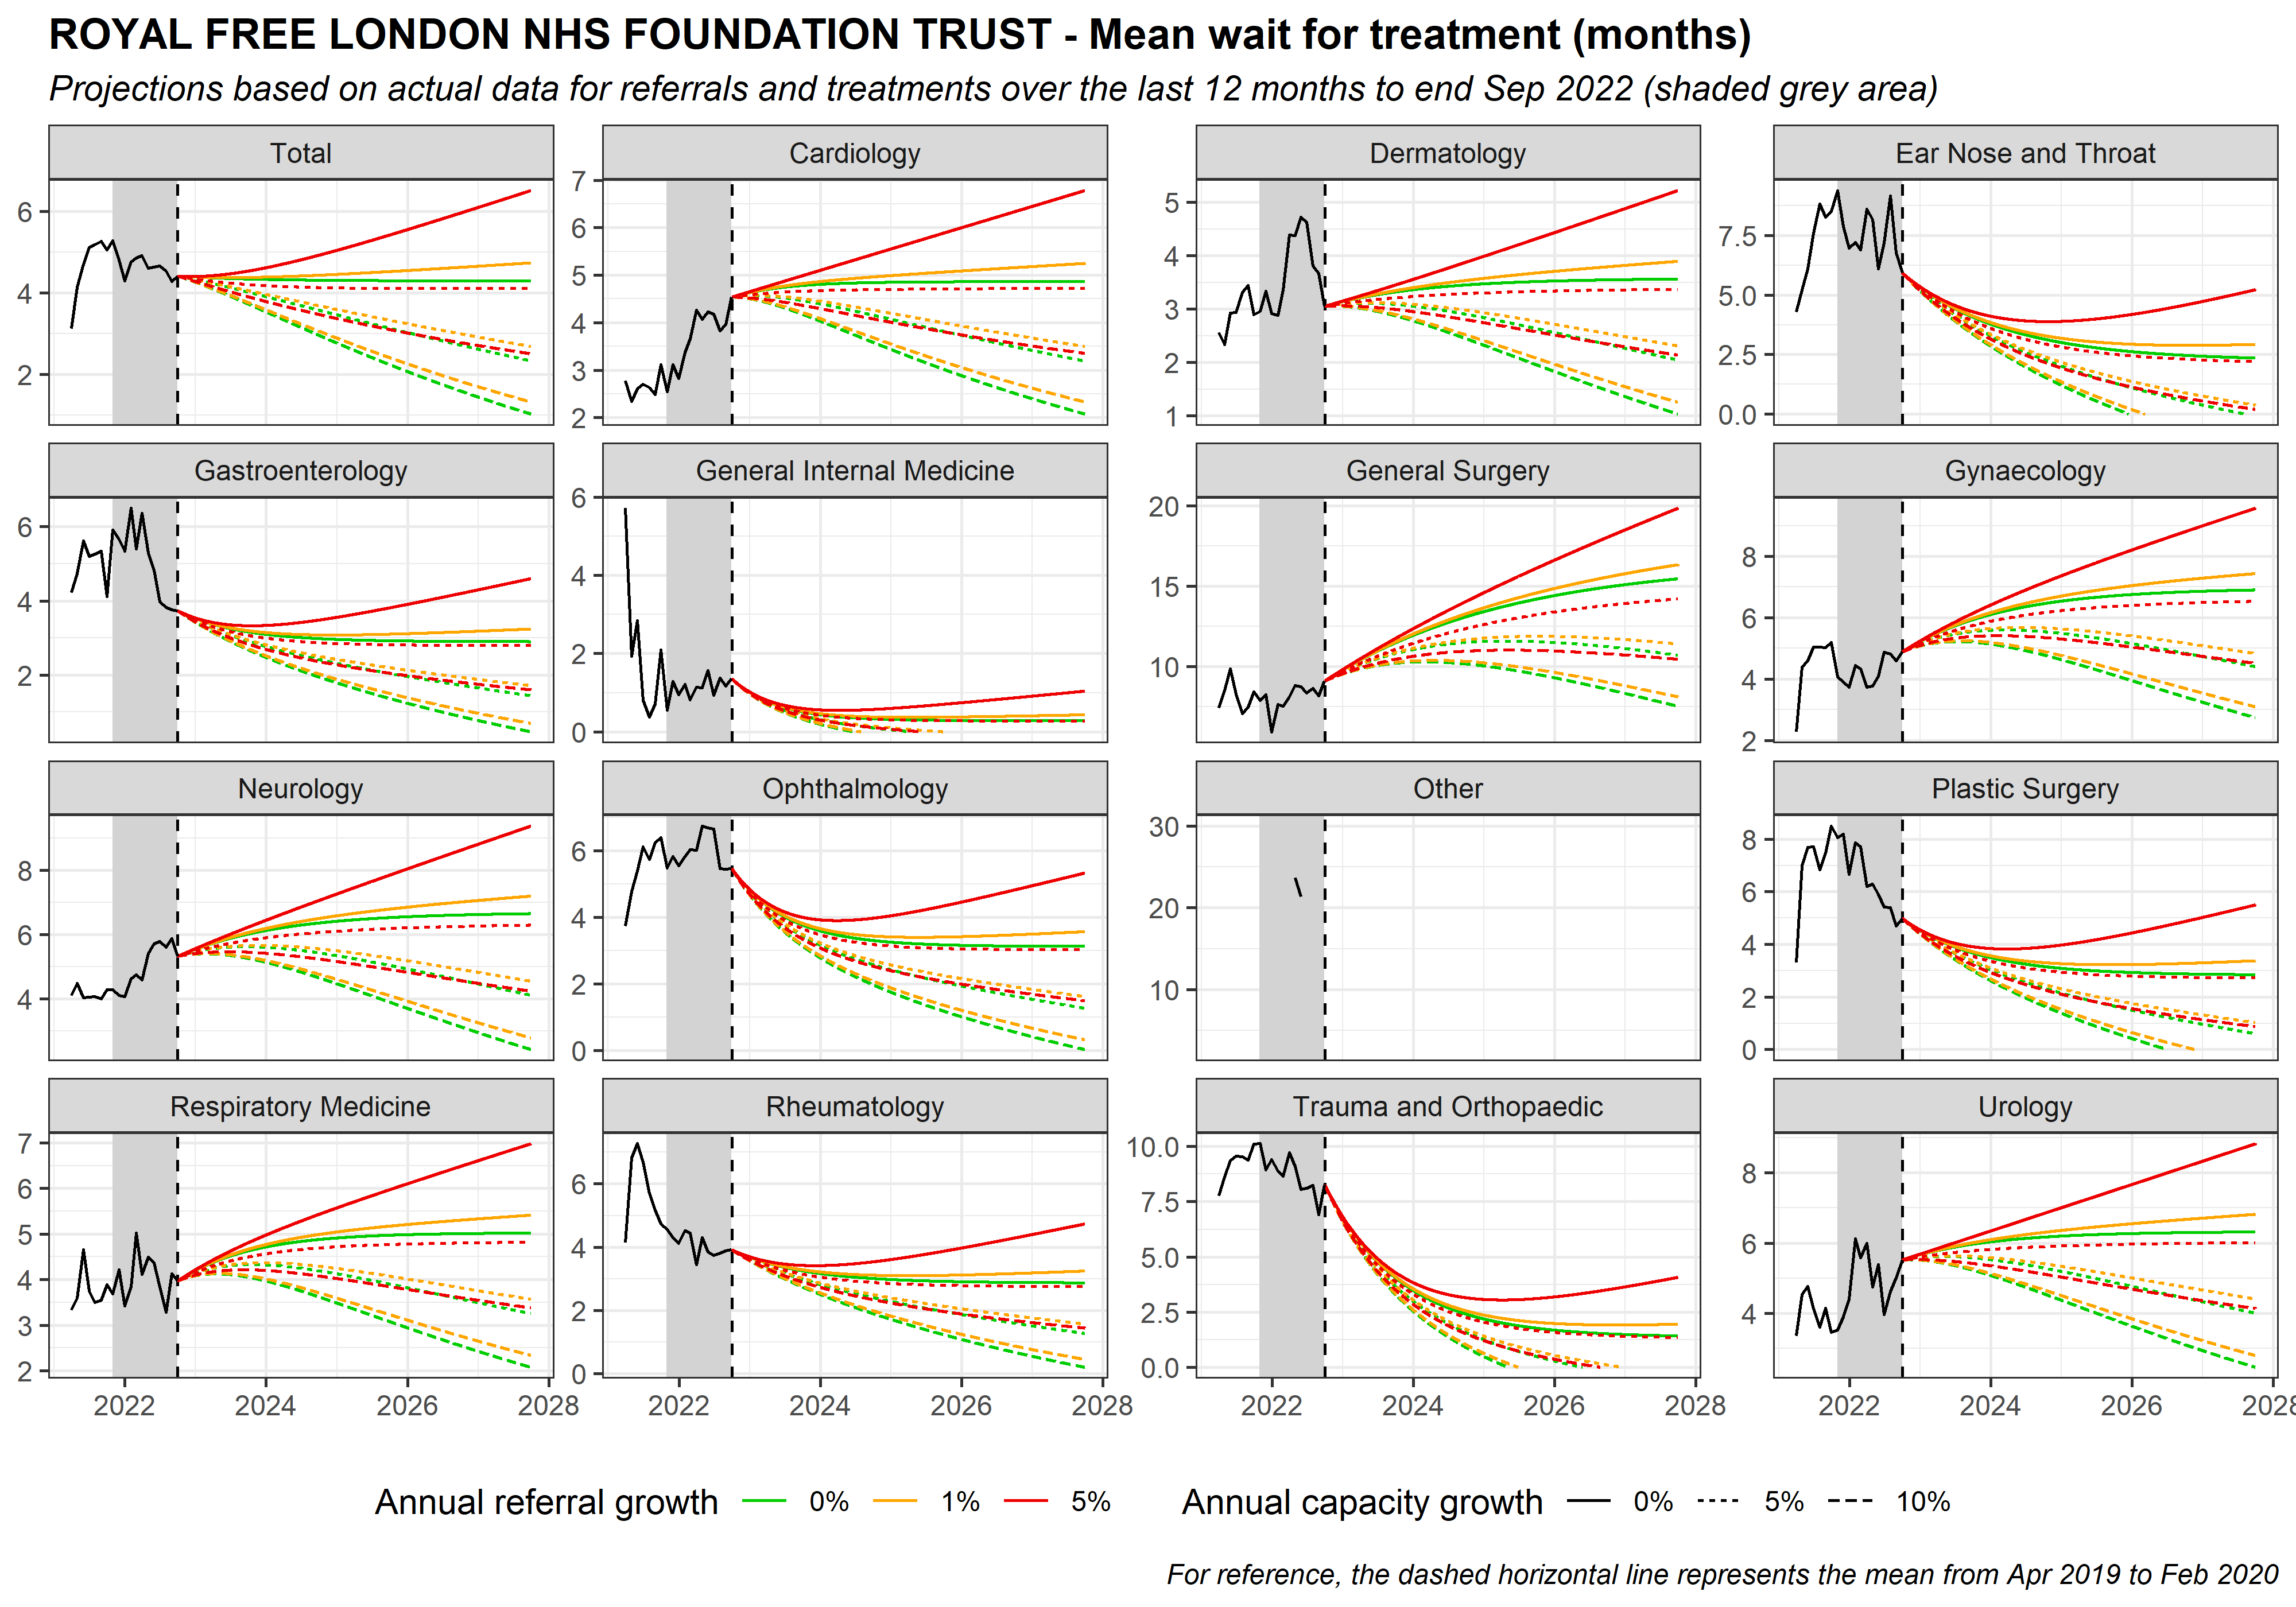 ROYAL FREE LONDON NHS FOUNDATION TRUST - Mean wait for treatment (months)
Projections based on actual data for referrals and treatments over the last 12 months to end Sep 2022 (shaded grey area)
Total
Cardiology
Dermatology
Ear Nose and Throat
6
4
2
7
6
5
4
3
2
5
4
3
2
1
7.5
5.0
2.5
0.0
Gastroenterology
General Internal Medicine
General Surgery
Gynaecology
6
4
2
6
4
2
0
20
15
10
8
6
4
2
Neurology
Ophthalmology
Other
Plastic Surgery
8
6
4
6
4
2
0
30
20
10
8
6
4
2
0
Respiratory Medicine
Rheumatology
Trauma and Orthopaedic
Urology
7
6
5
4
3
2
6
4
2
0
10.0
7.5
5.0
2.5
0.0
8
6
4
2022 2024 2026 2028
2022 2024 2026 2028
2022 2024 2026 2028
2022 2024 2026 2028
Annual referral growth 0% 1% 5% Annual capacity growth 0% 5% 10%
For reference, the dashed horizontal line represents the mean from Apr 2019 to Feb 2020